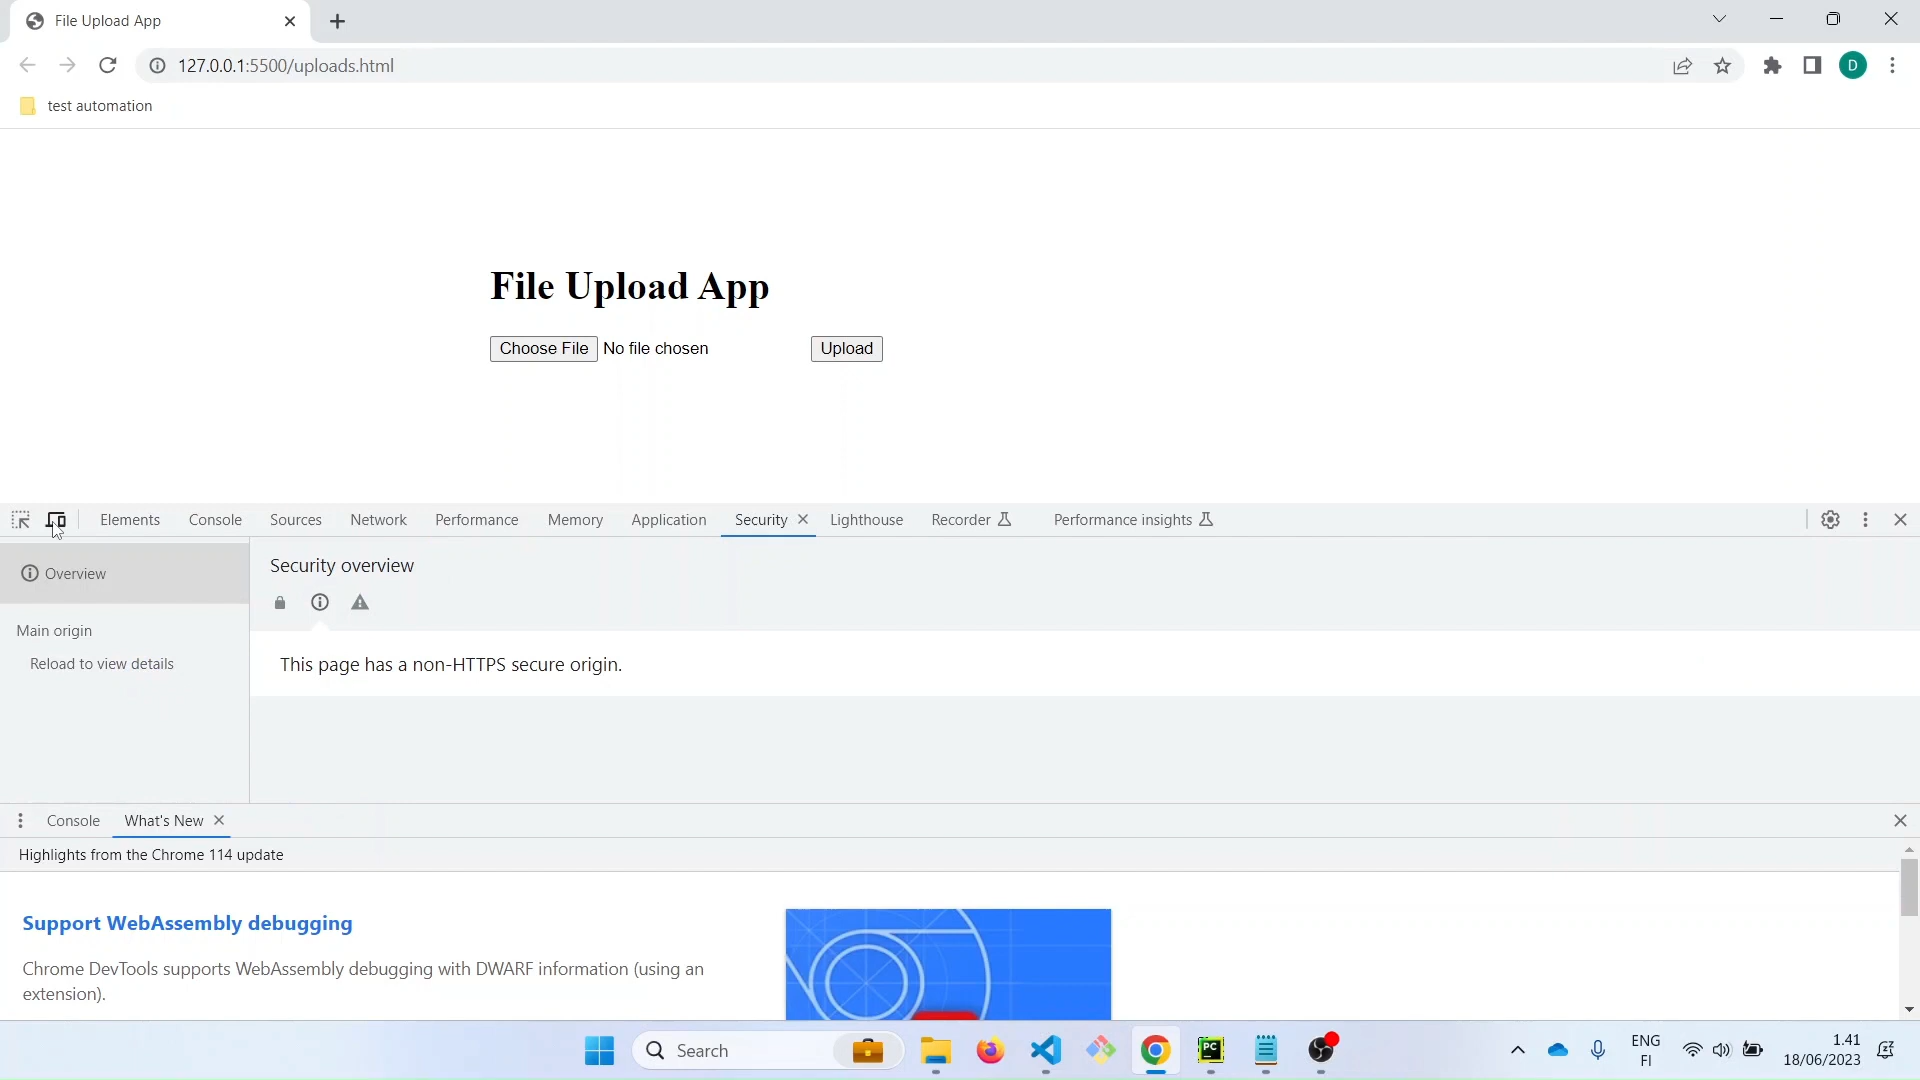 File Upload App
127.0.0.1:5500/uploads.html
D
test automation
File Upload App
Choose File No file chosen Upload
Elements Console Sources Network Performance Memory Application Security Lighthouse Recorder Performance insights
Overview
Security overview
Main origin
Reload to view details
This page has a non-HTTPS secure origin.
Console What's New
Highlights from the Chrome 114 update
Support WebAssembly debugging
Chrome DevTools supports WebAssembly debugging with DWARF information (using an
extension).
Search
PC
ENG
FI
1.41
18/06/2023